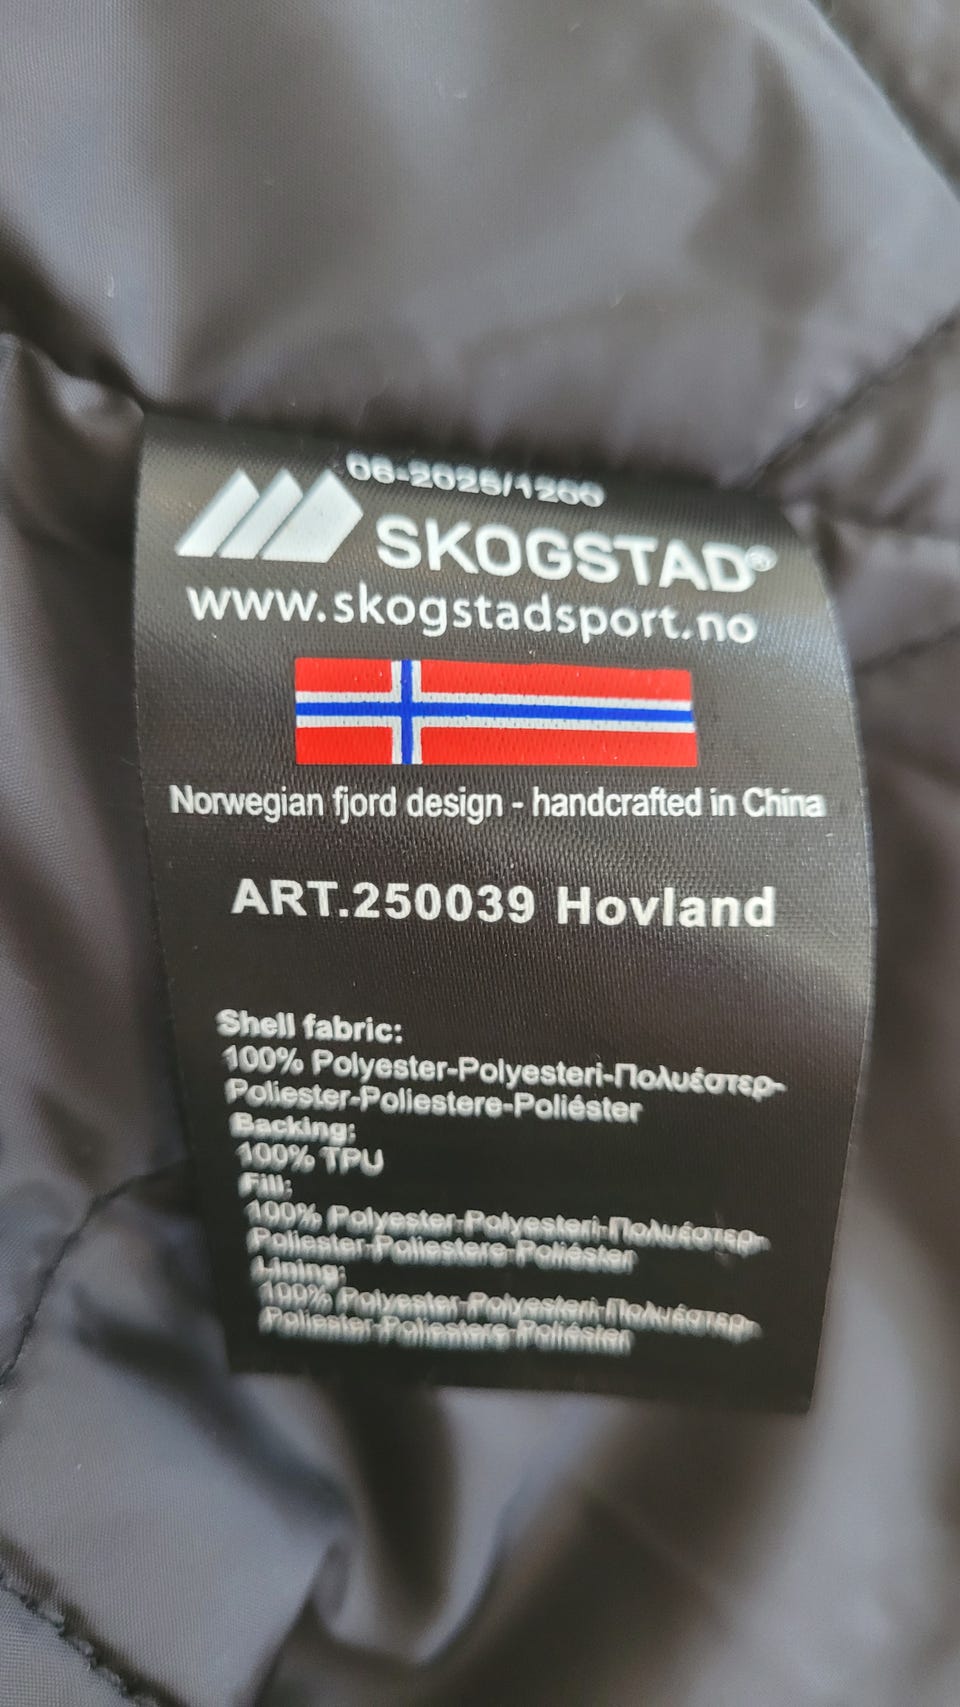 06-2025/1200
SKOGSTAD®
www.skogstadsport.no
Norwegian fjord design - handcrafted in China
ART.250039 Hovland
Shell fabric:
100% Polyester-Polyesteri-Πολυέστερ-
Poliester-Poliestere-Poliéster
Backing:
100% TPU
Fill:
100% Polyester-Polyesteri-Πολυέστερ-
Poliester-Poliestere-Poliéster
Lining:
100% Polyester-Polyesteri-Πολυέστερ-
Poliester-Poliestere-Poliéster